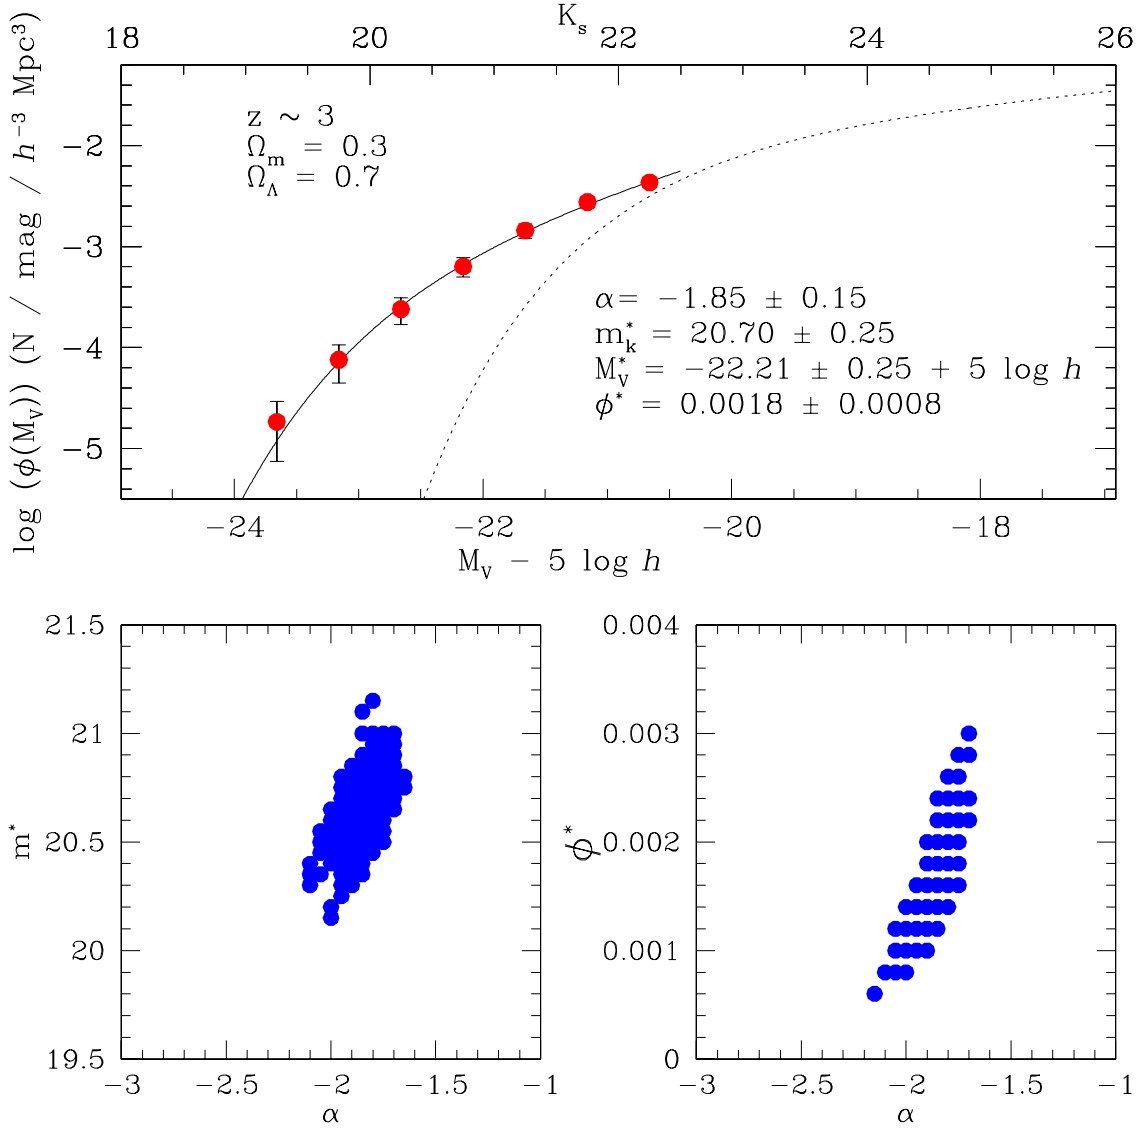 K_s
18 20 22 24 26
log (ϕ(M_V)) (N / mag / h⁻³ Mpc³)
z ~ 3
Ω_m = 0.3
Ω_Λ = 0.7
−2
−3
−4
−5
α= −1.85 ± 0.15
m*_k = 20.70 ± 0.25
M*_V = −22.21 ± 0.25 + 5 log h
ϕ* = 0.0018 ± 0.0008
−24 −22 −20 −18
M_V − 5 log h
21.5
21
20.5
20
19.5
m*
−3 −2.5 −2 −1.5 −1
α
0.004
0.003
0.002
0.001
0
ϕ*
−3 −2.5 −2 −1.5 −1
α